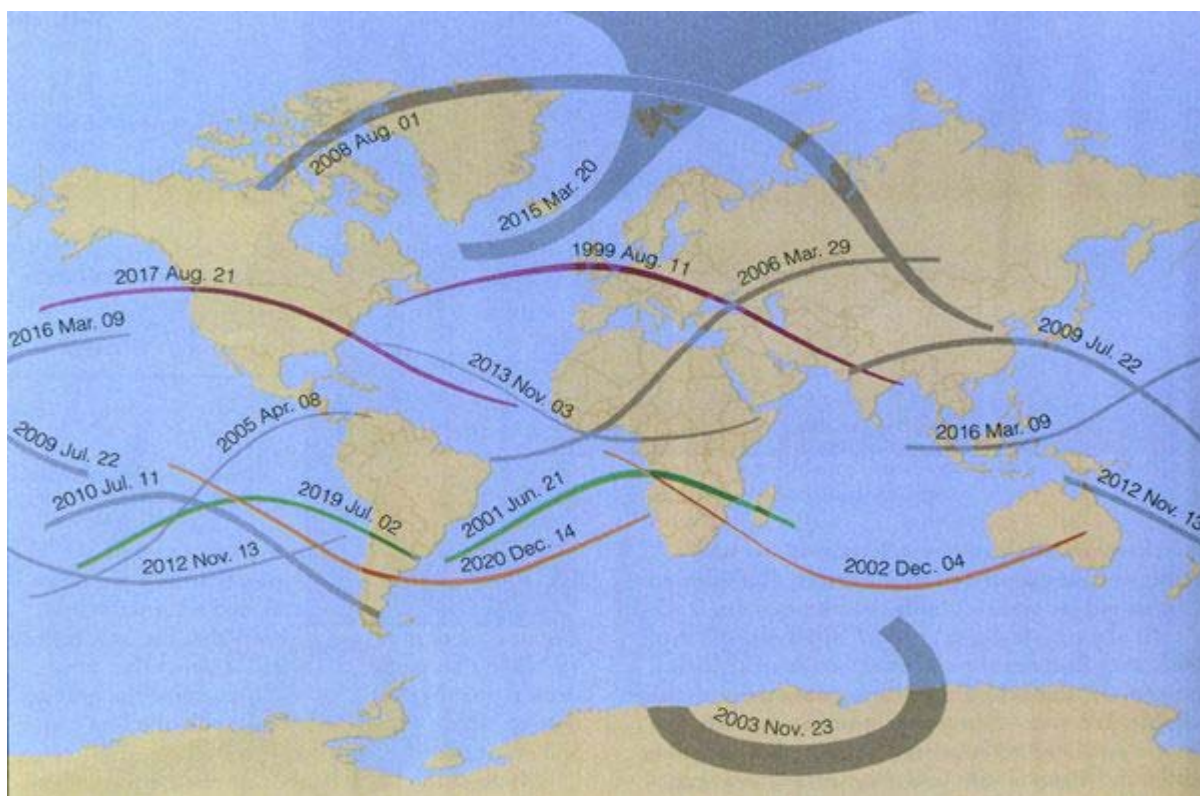 2008 Aug. 01
2015 Mar. 20
1999 Aug. 11
2006 Mar. 29
2017 Aug. 21
2016 Mar. 09
2009 Jul. 22
2013 Nov. 03
2005 Apr. 08
2016 Mar. 09
2009 Jul. 22
2010 Jul. 11
2019 Jul. 02
2001 Jun. 21
2012 Nov. 13
2020 Dec. 14
2012 Nov. 13
2002 Dec. 04
2003 Nov. 23